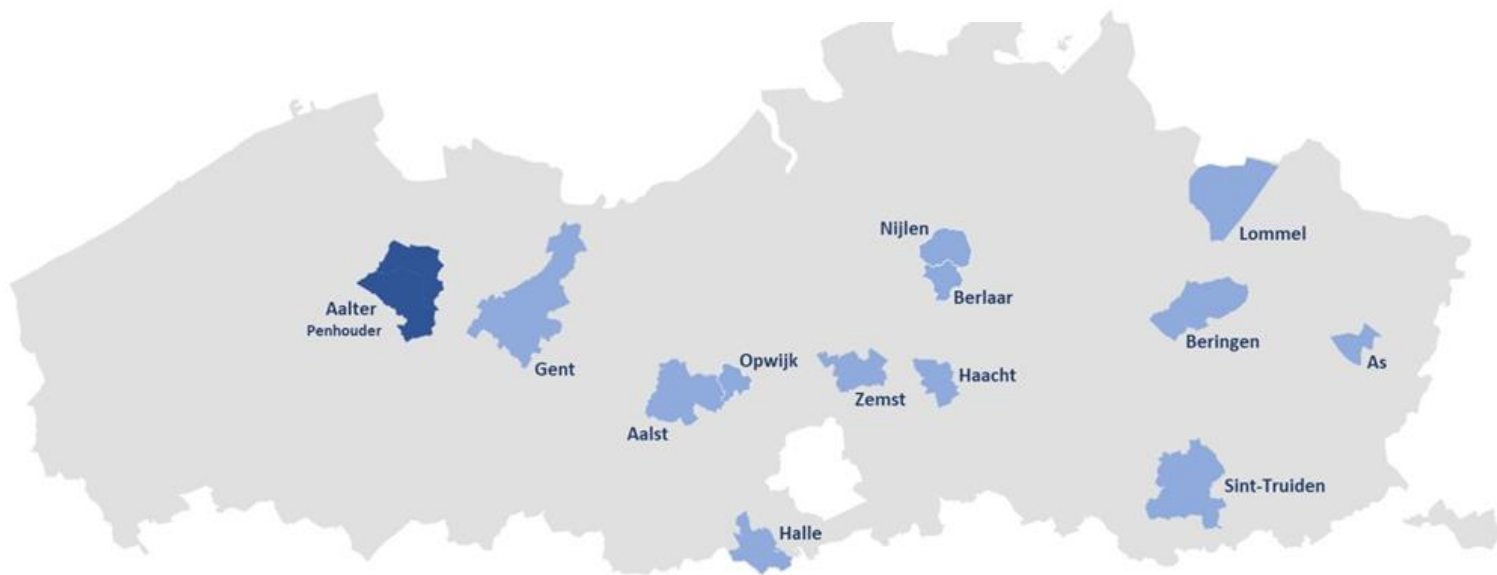 Nijlen
Lommel
Berlaar
Aalter
Penhouder
Beringen
Gent
Opwijk
Haacht
As
Zemst
Aalst
Sint-Truiden
Halle